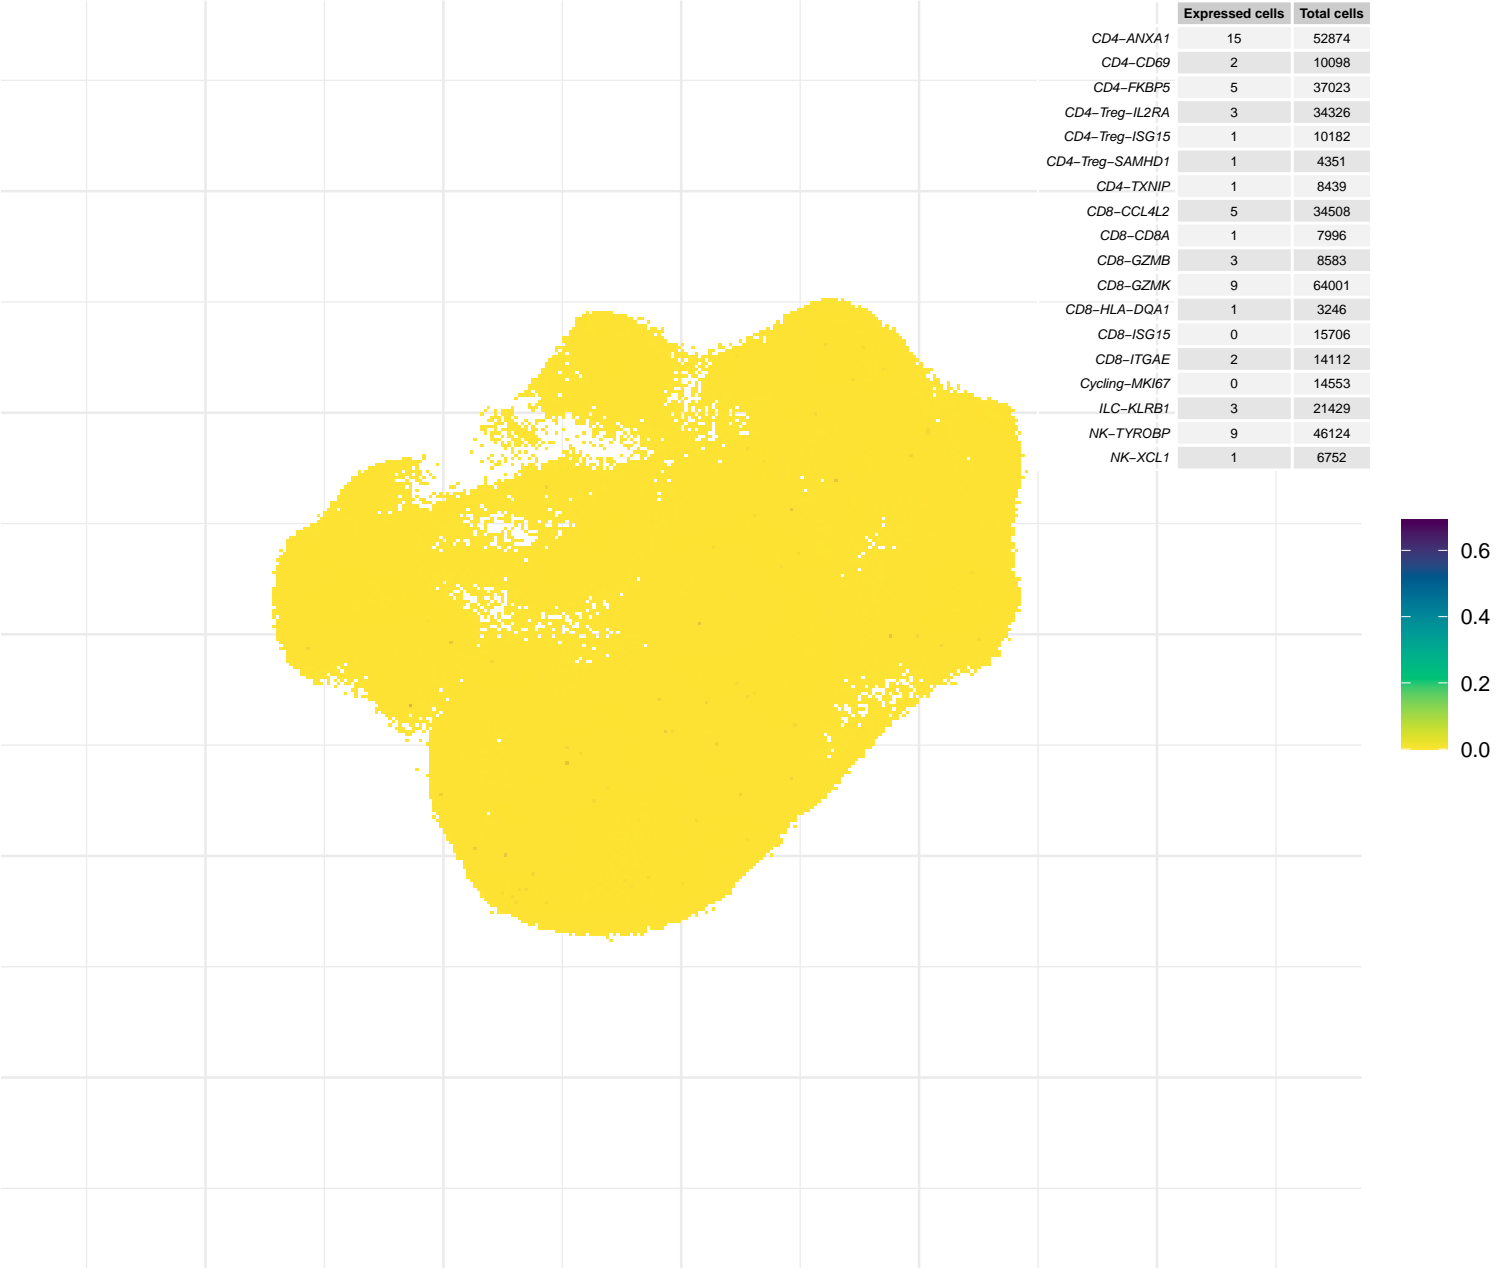 Expressed cells Total cells
CD4−ANXA1 15 52874
CD4−CD69 2 10098
CD4−FKBP5 5 37023
CD4−Treg−IL2RA 3 34326
CD4−Treg−ISG15 1 10182
CD4−Treg−SAMHD1 1 4351
CD4−TXNIP 1 8439
CD8−CCL4L2 5 34508
CD8−CD8A 1 7996
CD8−GZMB 3 8583
CD8−GZMK 9 64001
CD8−HLA−DQA1 1 3246
CD8−ISG15 0 15706
CD8−ITGAE 2 14112
Cycling−MKI67 0 14553
ILC−KLRB1 3 21429
NK−TYROBP 9 46124
NK−XCL1 1 6752
0.6
0.4
0.2
0.0